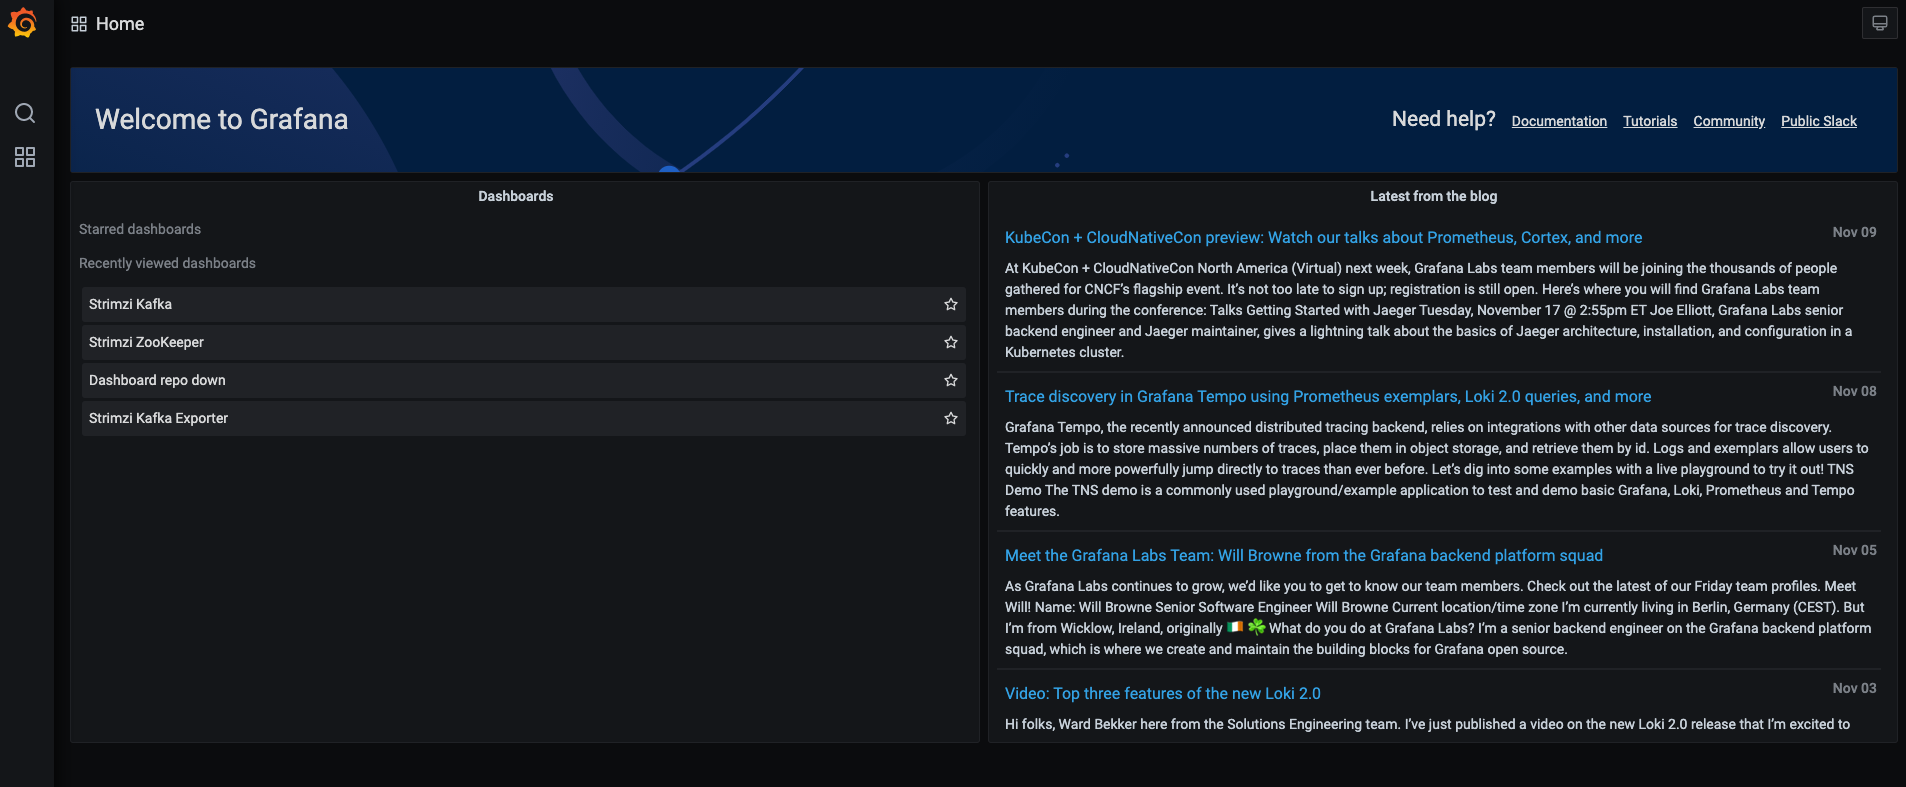 Home
Welcome to Grafana
Need help? Documentation Tutorials Community Public Slack
Dashboards
Starred dashboards
Recently viewed dashboards
Strimzi Kafka
Strimzi ZooKeeper
Dashboard repo down
Strimzi Kafka Exporter
Latest from the blog
KubeCon + CloudNativeCon preview: Watch our talks about Prometheus, Cortex, and more
Nov 09
At KubeCon + CloudNativeCon North America (Virtual) next week, Grafana Labs team members will be joining the thousands of people
gathered for CNCF’s flagship event. It’s not too late to sign up; registration is still open. Here’s where you will find Grafana Labs team
members during the conference: Talks Getting Started with Jaeger Tuesday, November 17 @ 2:55pm ET Joe Elliott, Grafana Labs senior
backend engineer and Jaeger maintainer, gives a lightning talk about the basics of Jaeger architecture, installation, and configuration in a
Kubernetes cluster.
Trace discovery in Grafana Tempo using Prometheus exemplars, Loki 2.0 queries, and more
Nov 08
Grafana Tempo, the recently announced distributed tracing backend, relies on integrations with other data sources for trace discovery.
Tempo’s job is to store massive numbers of traces, place them in object storage, and retrieve them by id. Logs and exemplars allow users to
quickly and more powerfully jump directly to traces than ever before. Let’s dig into some examples with a live playground to try it out! TNS
Demo The TNS demo is a commonly used playground/example application to test and demo basic Grafana, Loki, Prometheus and Tempo
features.
Meet the Grafana Labs Team: Will Browne from the Grafana backend platform squad
Nov 05
As Grafana Labs continues to grow, we’d like you to get to know our team members. Check out the latest of our Friday team profiles. Meet
Will! Name: Will Browne Senior Software Engineer Will Browne Current location/time zone I’m currently living in Berlin, Germany (CEST). But
I’m from Wicklow, Ireland, originally 🇮🇪 ☘️ What do you do at Grafana Labs? I’m a senior backend engineer on the Grafana backend platform
squad, which is where we create and maintain the building blocks for Grafana open source.
Video: Top three features of the new Loki 2.0
Nov 03
Hi folks, Ward Bekker here from the Solutions Engineering team. I’ve just published a video on the new Loki 2.0 release that I’m excited to